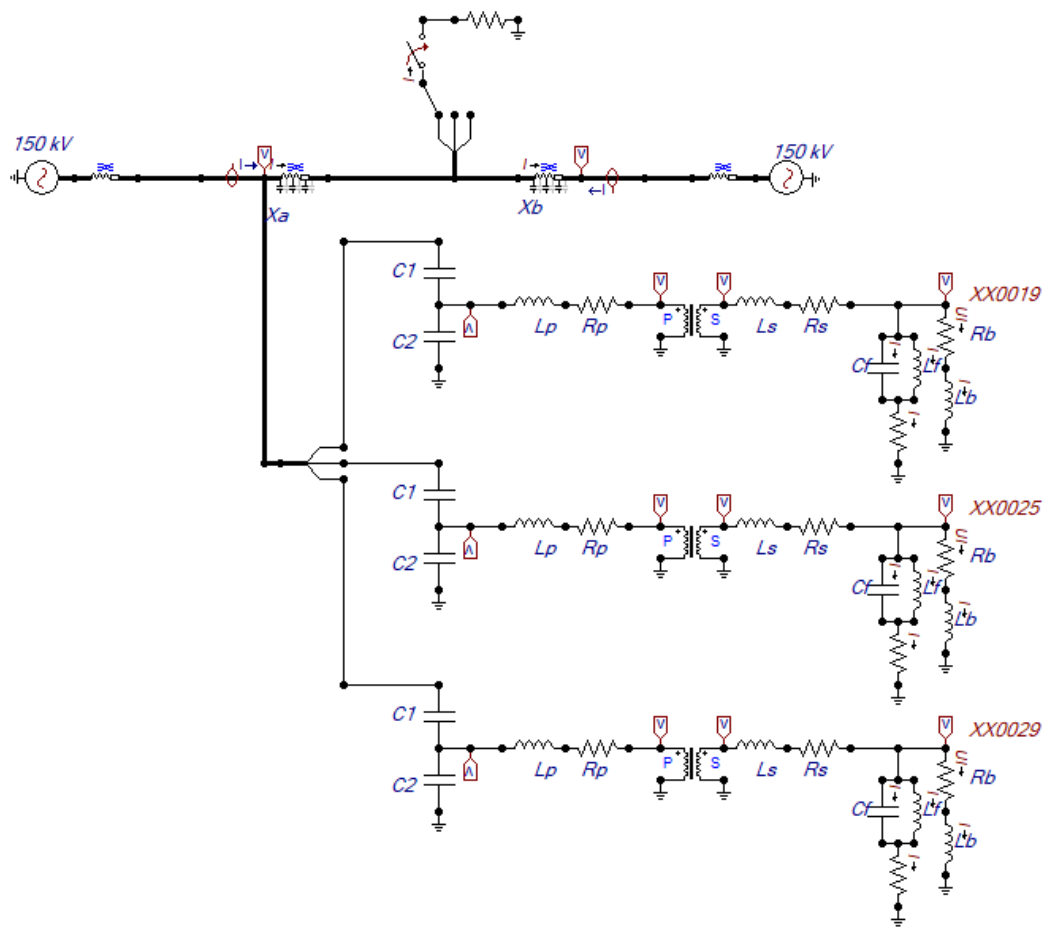 150 kV
150 kV
I
V
I
I
I
V
I
Xa
Xb
C1
C2
V
Lp
Rp
V
P
S
V
Ls
Rs
V
XX0019
U
I
Rb
Cf
I
Lf
I
Lb
I
I
C1
C2
V
Lp
Rp
V
P
S
V
Ls
Rs
V
XX0025
U
I
Rb
Cf
I
Lf
I
Lb
I
I
C1
C2
V
Lp
Rp
V
P
S
V
Ls
Rs
V
XX0029
U
I
Rb
Cf
I
Lf
I
Lb
I
I